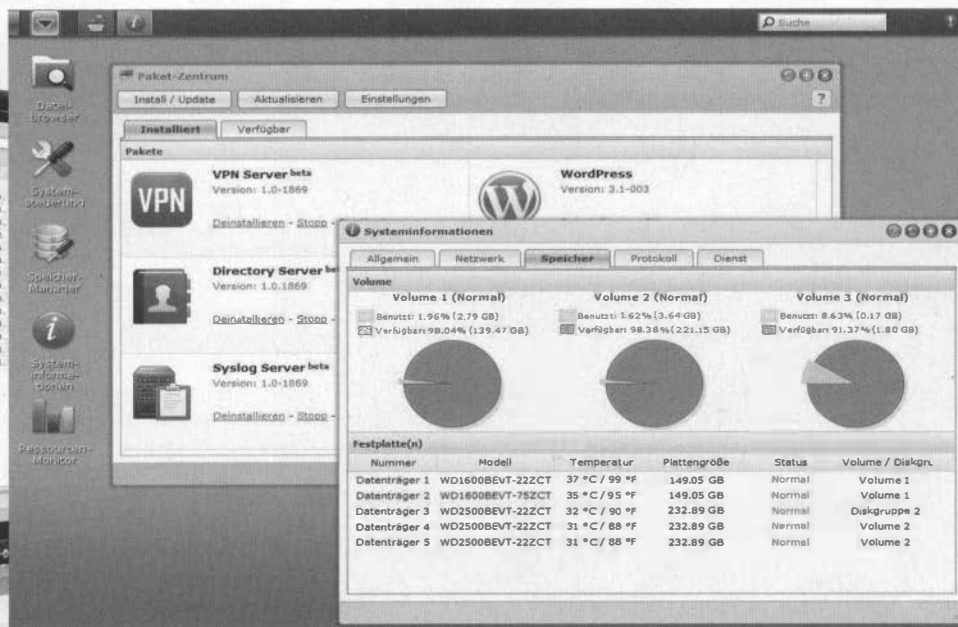 Suche
Datei-
browser
System-
steuerung
Speicher-
Manager
System-
informa-
tionen
Ressourcen-
Monitor
Paket-Zentrum
Install / Update Aktualisieren Einstellungen ?
Installiert Verfügbar
Pakete
VPN
VPN Server beta
Version: 1.0-1869
Deinstallieren - Stopp -
WordPress
Version: 3.1-003
Directory Server
Version: 1.0.1869
Deinstallieren - Stopp -
Syslog Server beta
Version: 1.0-1869
Deinstallieren - Stopp -
Systeminformationen
Allgemein Netzwerk Speicher Protokoll Dienst
Volume
Volume 1 (Normal)
Benutzt: 1.96% (2.79 GB)
Verfügbar: 98.04% (139.47 GB)
Volume 2 (Normal)
Benutzt: 1.62% (3.64 GB)
Verfügbar: 98.38% (221.15 GB)
Volume 3 (Normal)
Benutzt: 8.63% (0.17 GB)
Verfügbar: 91.37% (1.80 GB)
Festplatte(n)
Nummer Modell Temperatur Plattengröße Status Volume / Diskgru
Datenträger 1 WD1600BEVT-22ZCT 37 °C / 99 °F 149.05 GB Normal Volume 1
Datenträger 2 WD1600BEVT-75ZCT 35 °C / 95 °F 149.05 GB Normal Volume 1
Datenträger 3 WD2500BEVT-22ZCT 32 °C / 90 °F 232.89 GB Normal Diskgruppe 2
Datenträger 4 WD2500BEVT-22ZCT 31 °C / 88 °F 232.89 GB Normal Volume 2
Datenträger 5 WD2500BEVT-22ZCT 31 °C / 88 °F 232.89 GB Normal Volume 2